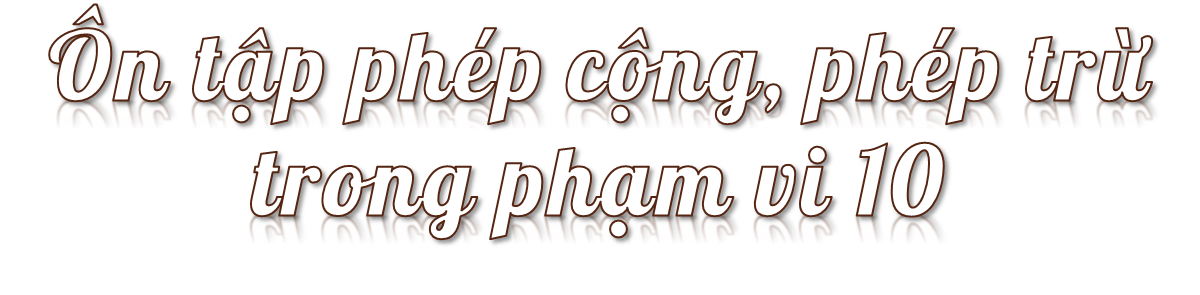 Ôn tập phép cộng, phép trừ
trong phạm vi 10